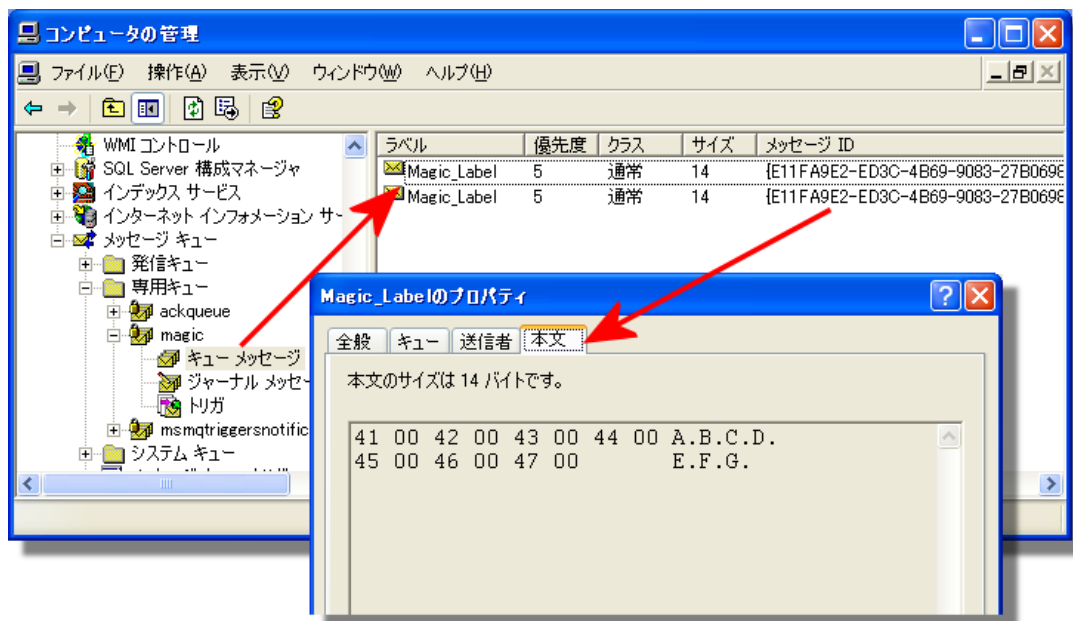 コンピュータの管理
ファイル(F) 操作(A) 表示(V) ウィンドウ(W) ヘルプ(H)
WMI コントロール
SQL Server 構成マネージャ
インデックス サービス
インターネット インフォメーション サー
メッセージ キュー
発信キュー
専用キュー
ackqueue
magic
キュー メッセージ
ジャーナル メッセー
トリガ
msmqtriggersnotific
システム キュー
ラベル 優先度 クラス サイズ メッセージ ID
Magic_Label 5 通常 14 {E11FA9E2-ED3C-4B69-9083-27B0698
Magic_Label 5 通常 14 {E11FA9E2-ED3C-4B69-9083-27B0698
Magic_Labelのプロパティ
全般 キュー 送信者 本文
本文のサイズは 14 バイトです。
41 00 42 00 43 00 44 00 A.B.C.D.
45 00 46 00 47 00 E.F.G.